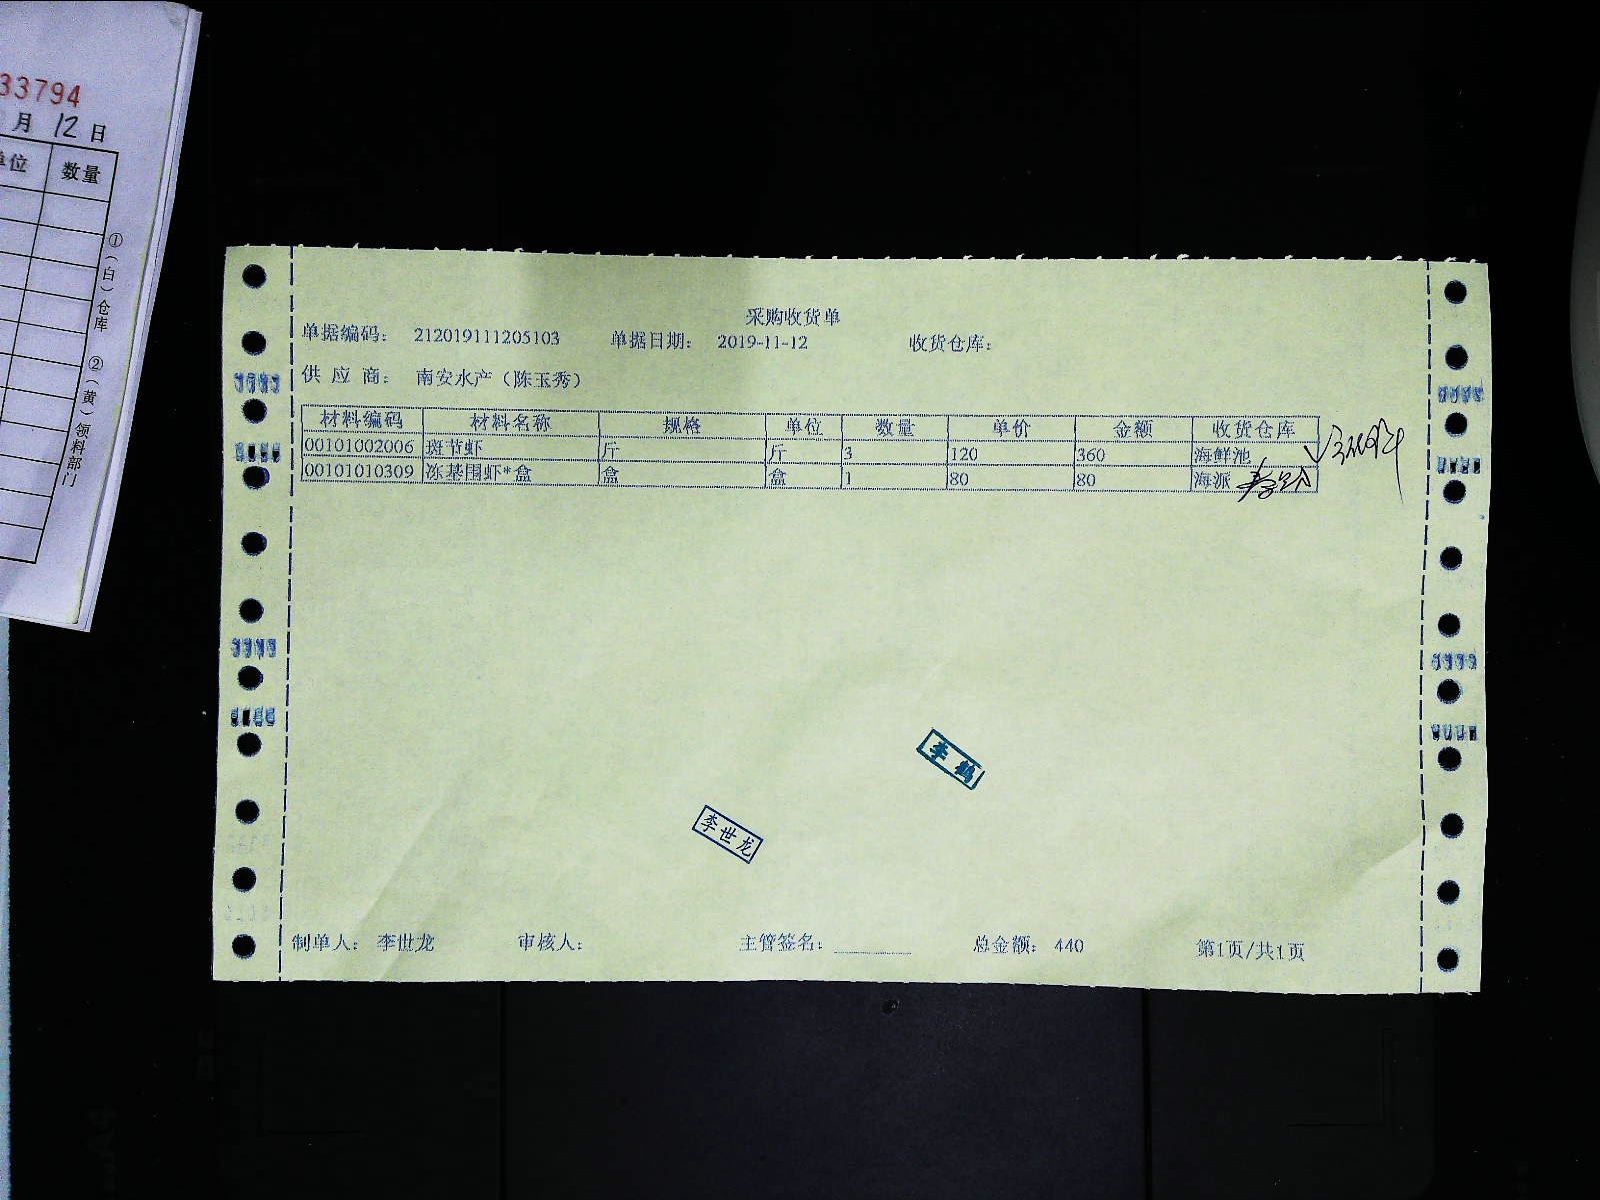 33794
月 12 日
单位 数量
①(白)仓库 ②(黄)领料部门
采购收货单
单据编码： 212019111205103 单据日期： 2019-11-12 收货仓库：
供 应 商： 南安水产（陈玉秀）
材料编码 材料名称 规格 单位 数量 单价 金额 收货仓库
00101002006 斑节虾 斤 斤 3 120 360 海鲜池
00101010309 冻基围虾*盒 盒 盒 1 80 80 海派
李鹤
李世龙
制单人： 李世龙 审核人： 主管签名： 总金额： 440 第1页/共1页